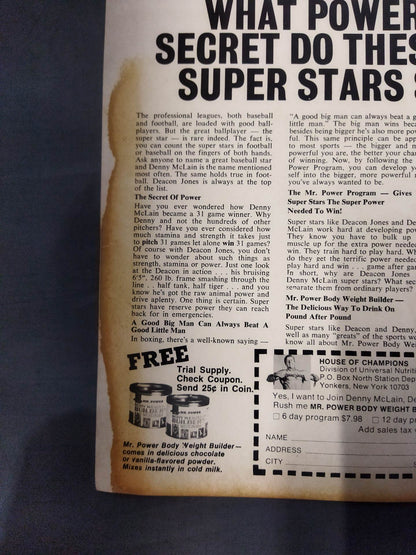 WHAT POWER
SECRET DO THES
SUPER STARS S
The professional leagues, both baseball
and football, are loaded with good ball-
players. But the great ballplayer — the
super star — is rare indeed. The fact is,
you can count the super stars in football
or baseball on the fingers of both hands.
Ask anyone to name a great baseball star
and Denny McLain is the name mentioned
most often. The same holds true in foot-
ball. Deacon Jones is always at the top
of the list.
The Secret Of Power
Have you ever wondered how Denny
McLain became a 31 game winner. Why
Denny and not the hundreds of other
pitchers? Have you ever considered how
much stamina and strength it takes just
to pitch 31 games let alone win 31 games?
Of course with Deacon Jones, you don't
have to wonder about such things as
strength, stamina or power. Just one look
at the Deacon in action . . . his bruising
6'5", 260 lb. frame smashing through the
line . . half tank, half tiger . . . and you
know he's got the raw animal power and
drive aplenty. One thing is certain. Super
stars have reserve power they can reach
back for in emergencies.
A Good Big Man Can Always Beat A
Good Little Man
In boxing, there's a well-known saying —
"A good big man can always beat a g
little man." The big man wins beca
besides being bigger he's also more po
ful. This same principle can be app
to most sports — the bigger and m
powerful you are, the better your chan
of winning. Now, by following the
Power Program, you can develop y
self into the bigger, more powerful
you've always wanted to be.
The Mr. Power Program — Gives
Super Stars The Super Power
Needed To Win!
Super stars like Deacon Jones and De
McLain work hard at developing pow
They know you have to bulk up
muscle up for the extra power needed
win. They train hard to play hard. Wh
do they get the terrific power needed
play hard and win . . . game after gam
In short, why are Deacon Jones
Denny McLain super stars? What sec
separates them from ordinary players?
Mr. Power Body Weight Builder —
The Delicious Way To Drink On
Pound After Pound
Super stars like Deacon and Denny,
well as many "greats" of the sports w
know all about Mr. Power Body Wei
FREE
Trial Supply.
Check Coupon.
Send 25¢ in Coin.
Mr. Power Body Weight Builder—
comes in delicious chocolate
or vanilla-flavored powder.
Mixes instantly in cold milk.
HOUSE OF CHAMPIONS
Division of Universal Nutriti
P.O. Box North Station Dep
Yonkers, New York 10703
Yes, I want to Join Denny McLain, De
Rush me MR. POWER BODY WEIGHT B
6 day program $7.98
12 day pr
Add sales tax
NAME
ADDRESS
CITY